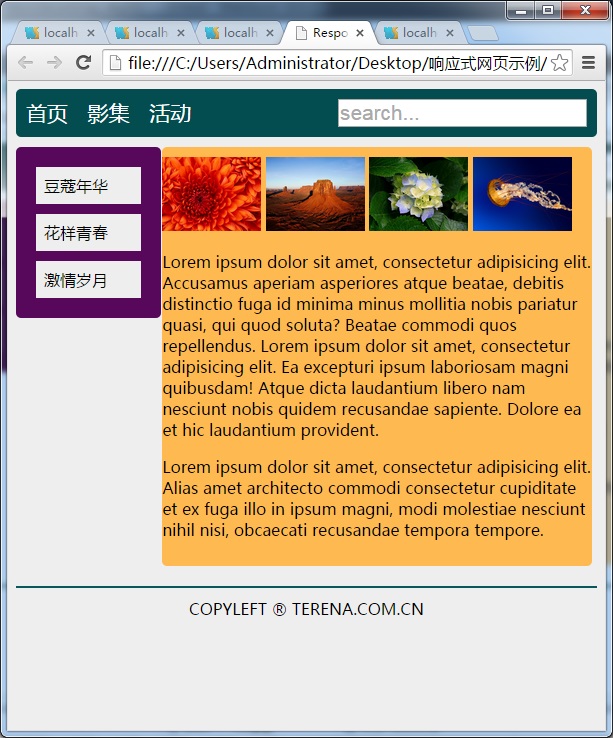 localh
localh
localh
Respo
localh
file:///C:/Users/Administrator/Desktop/响应式网页示例/
首页 影集 活动
search...
豆蔻年华
花样青春
激情岁月
Lorem ipsum dolor sit amet, consectetur adipisicing elit.
Accusamus aperiam asperiores atque beatae, debitis
distinctio fuga id minima minus mollitia nobis pariatur
quasi, qui quod soluta? Beatae commodi quos
repellendus. Lorem ipsum dolor sit amet, consectetur
adipisicing elit. Ea excepturi ipsum laboriosam magni
quibusdam! Atque dicta laudantium libero nam
nesciunt nobis quidem recusandae sapiente. Dolore ea
et hic laudantium provident.
Lorem ipsum dolor sit amet, consectetur adipisicing elit.
Alias amet architecto commodi consectetur cupiditate
et ex fuga illo in ipsum magni, modi molestiae nesciunt
nihil nisi, obcaecati recusandae tempora tempore.
COPYLEFT ® TERENA.COM.CN